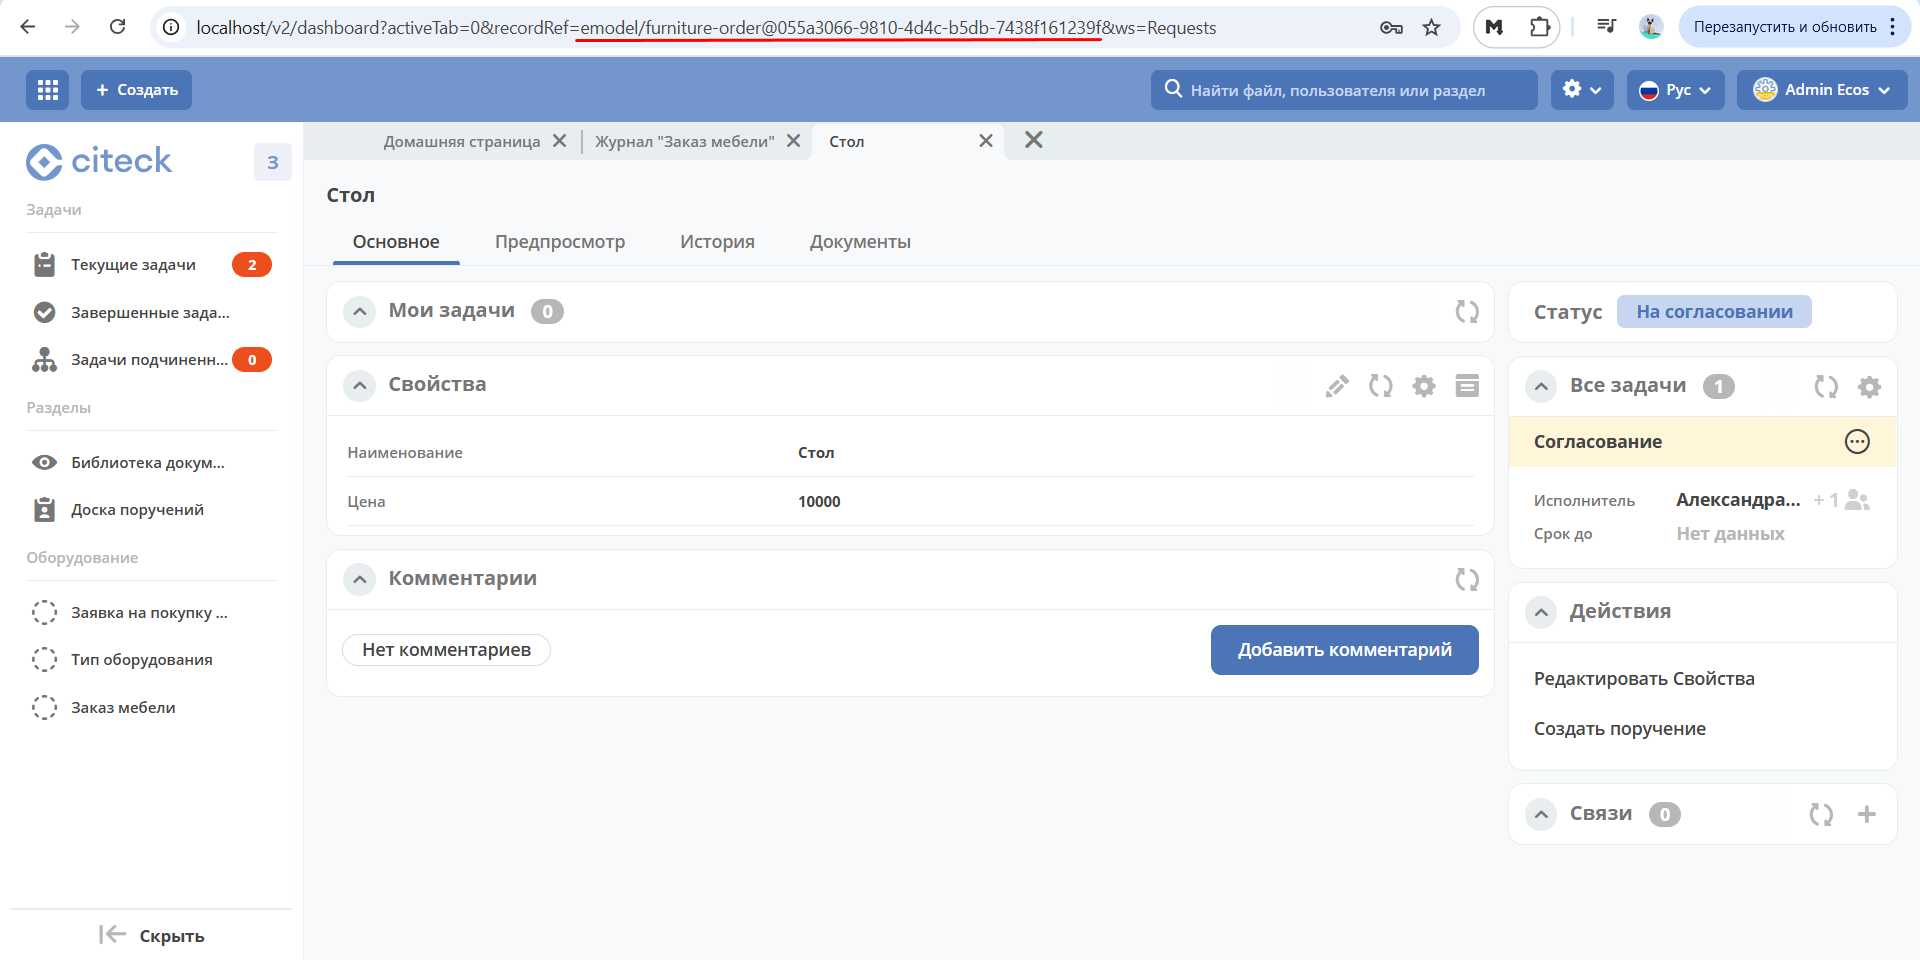 localhost/v2/dashboard?activeTab=0&recordRef=emodel/furniture-order@055a3066-9810-4d4c-b5db-7438f161239f&ws=Requests
Перезапустить и обновить
Создать
Найти файл, пользователя или раздел
Рус
Admin Ecos
citeck
3
Домашняя страница
Журнал "Заказ мебели"
Стол
Задачи
Текущие задачи
2
Завершенные зада...
Задачи подчиненн...
0
Разделы
Библиотека докум...
Доска поручений
Оборудование
Заявка на покупку ...
Тип оборудования
Заказ мебели
Скрыть
Стол
Основное
Предпросмотр
История
Документы
Мои задачи
0
Свойства
Наименование
Стол
Цена
10000
Комментарии
Нет комментариев
Добавить комментарий
Статус
На согласовании
Все задачи
1
Согласование
Исполнитель
Александра...
+ 1
Срок до
Нет данных
Действия
Редактировать Свойства
Создать поручение
Связи
0